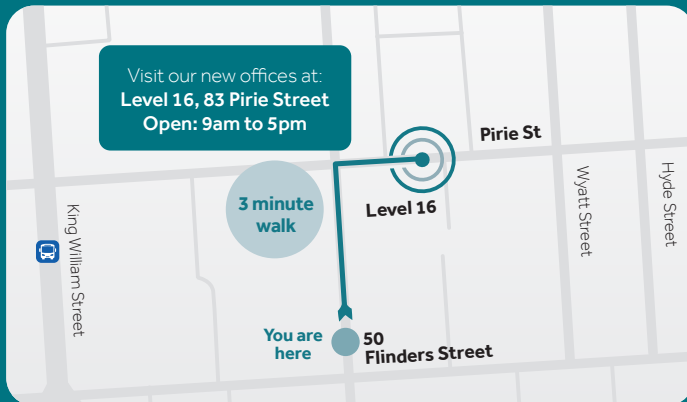 Visit our new offices at:
Level 16, 83 Pirie Street
Open: 9am to 5pm
Pirie St
3 minute
walk
Level 16
King William Street
Wyatt Street
Hyde Street
You are
here
50
Flinders Street